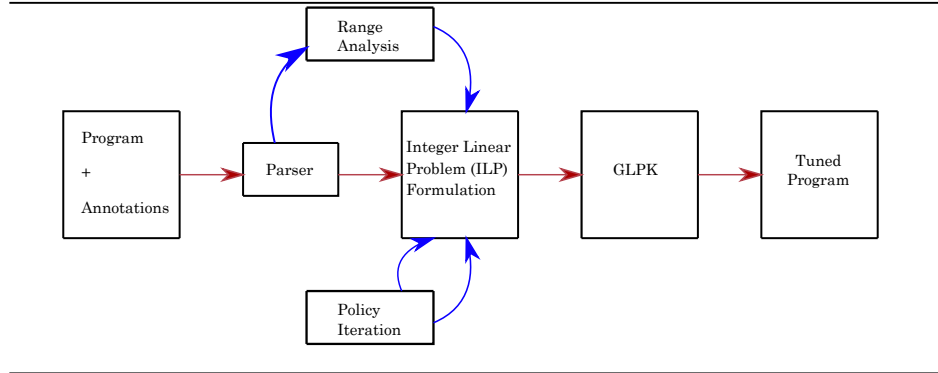 Range
Analysis
Program
+
Annotations
Parser
Integer Linear
Problem (ILP)
Formulation
GLPK
Tuned
Program
Policy
Iteration